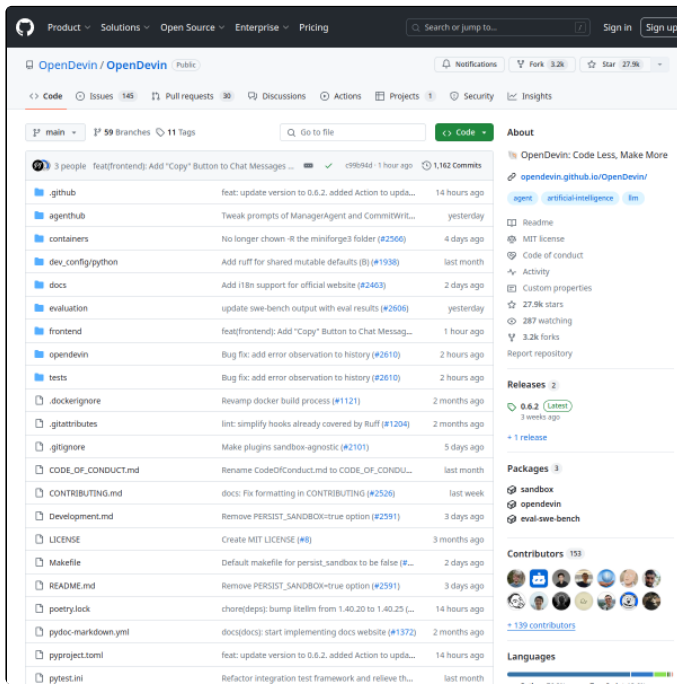 Product Solutions Open Source Enterprise Pricing Search or jump to... / Sign in Sign up
OpenDevin / OpenDevin Public Notifications Fork 3.2k Star 27.9k
Code Issues 145 Pull requests 30 Discussions Actions Projects 1 Security Insights
main 59 Branches 11 Tags Go to file Code
3 people feat(frontend): Add "Copy" Button to Chat Messages ... c99b94d · 1 hour ago 1,162 Commits
.github feat: update version to 0.6.2. added Action to upda... 14 hours ago
agenthub Tweak prompts of ManagerAgent and CommitWrit... yesterday
containers No longer chown -R the miniforge3 folder (#2566) 4 days ago
dev_config/python Add ruff for shared mutable defaults (B) (#1938) last month
docs Add i18n support for official website (#2463) 2 days ago
evaluation update swe-bench output with eval results (#2606) yesterday
frontend feat(frontend): Add "Copy" Button to Chat Messag... 1 hour ago
opendevin Bug fix: add error observation to history (#2610) 2 hours ago
tests Bug fix: add error observation to history (#2610) 2 hours ago
.dockerignore Revamp docker build process (#1121) 2 months ago
.gitattributes lint: simplify hooks already covered by Ruff (#1204) 2 months ago
.gitignore Make plugins sandbox-agnostic (#2101) 5 days ago
CODE_OF_CONDUCT.md Rename CodeOfConduct.md to CODE_OF_CONDU... last month
CONTRIBUTING.md docs: Fix formatting in CONTRIBUTING (#2526) last week
Development.md Remove PERSIST_SANDBOX=true option (#2591) 3 days ago
LICENSE Create MIT LICENSE (#8) 3 months ago
Makefile Default makefile for persist_sandbox to be false (#... 2 days ago
README.md Remove PERSIST_SANDBOX=true option (#2591) 3 days ago
poetry.lock chore(deps): bump litellm from 1.40.20 to 1.40.25 (... 14 hours ago
pydoc-markdown.yml docs(docs): start implementing docs website (#1372) 2 months ago
pyproject.toml feat: update version to 0.6.2. added Action to upda... 14 hours ago
pytest.ini Refactor integration test framework and relieve th... last month
About
OpenDevin: Code Less, Make More
opendevin.github.io/OpenDevin/
agent artificial-intelligence llm
Readme
MIT license
Code of conduct
Activity
Custom properties
27.9k stars
287 watching
3.2k forks
Report repository
Releases 2
0.6.2 Latest
3 weeks ago
+ 1 release
Packages 3
sandbox
opendevin
eval-swe-bench
Contributors 153
+ 139 contributors
Languages